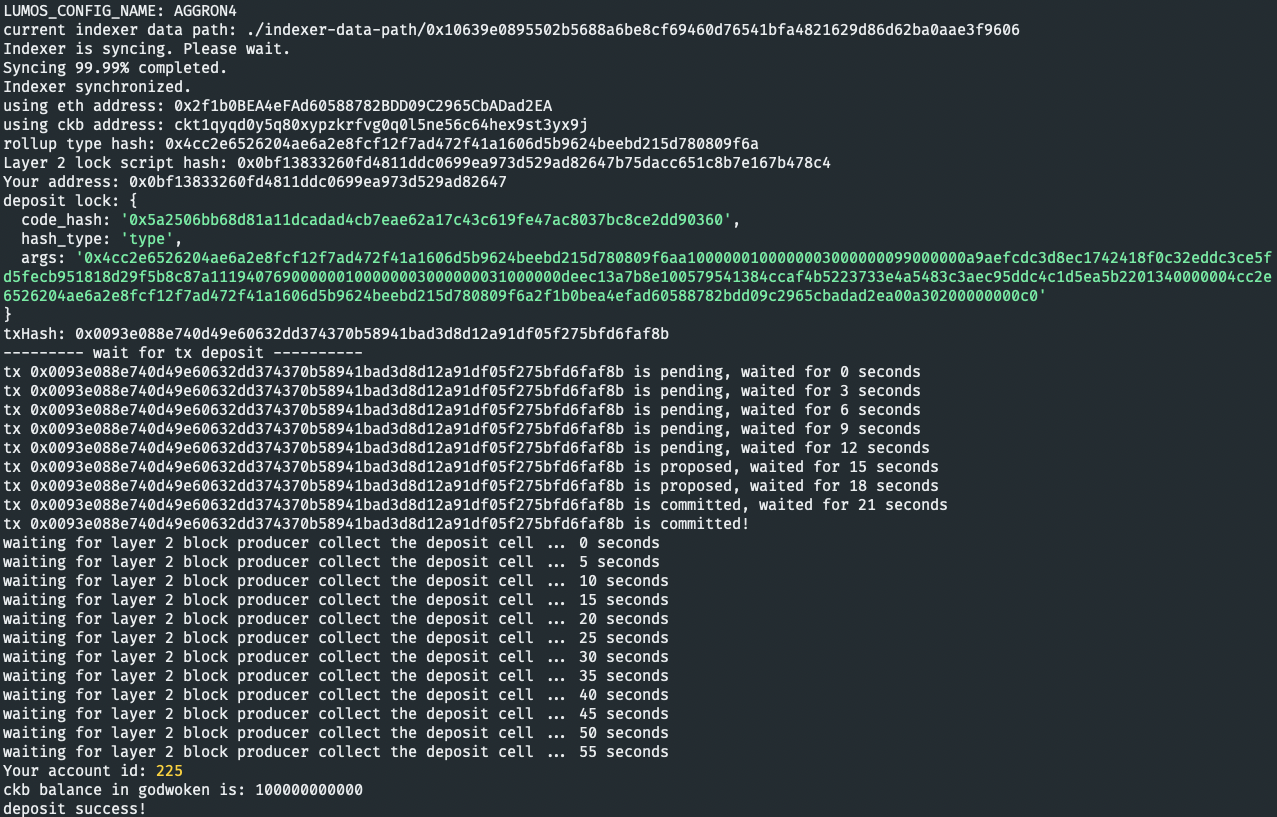 LUMOS_CONFIG_NAME: AGGRON4
current indexer data path: ./indexer-data-path/0x10639e0895502b5688a6be8cf69460d76541bfa4821629d86d62ba0aae3f9606
Indexer is syncing. Please wait.
Syncing 99.99% completed.
Indexer synchronized.
using eth address: 0x2f1b0BEA4eFAd60588782BDD09C2965CbADad2EA
using ckb address: ckt1qyqd0y5q80xypzkrfvg0q0l5ne56c64hex9st3yx9j
rollup type hash: 0x4cc2e6526204ae6a2e8fcf12f7ad472f41a1606d5b9624beebd215d780809f6a
Layer 2 lock script hash: 0x0bf13833260fd4811ddc0699ea973d529ad82647b75dacc651c8b7e167b478c4
Your address: 0x0bf13833260fd4811ddc0699ea973d529ad82647
deposit lock: {
  code_hash: '0x5a2506bb68d81a11dcadad4cb7eae62a17c43c619fe47ac8037bc8ce2dd90360',
  hash_type: 'type',
  args: '0x4cc2e6526204ae6a2e8fcf12f7ad472f41a1606d5b9624beebd215d780809f6aa10000001000000003000000099000000a9aefcdc3d8ec1742418f0c32eddc3ce5f
d5fecb951818d29f5b8c87a11194076900000010000000300000003100000deec13a7b8e100579541384ccaf4b5223733e4a5483c3aec95ddc4c1d5ea5b2201340000004cc2e
6526204ae6a2e8fcf12f7ad472f41a1606d5b9624beebd215d780809f6a2f1b0bea4efad60588782bdd09c2965cbadad2ea00a30200000000c0'
}
txHash: 0x0093e088e740d49e60632dd374370b58941bad3d8d12a91df05f275bfd6faf8b
--------- wait for tx deposit ----------
tx 0x0093e088e740d49e60632dd374370b58941bad3d8d12a91df05f275bfd6faf8b is pending, waited for 0 seconds
tx 0x0093e088e740d49e60632dd374370b58941bad3d8d12a91df05f275bfd6faf8b is pending, waited for 3 seconds
tx 0x0093e088e740d49e60632dd374370b58941bad3d8d12a91df05f275bfd6faf8b is pending, waited for 6 seconds
tx 0x0093e088e740d49e60632dd374370b58941bad3d8d12a91df05f275bfd6faf8b is pending, waited for 9 seconds
tx 0x0093e088e740d49e60632dd374370b58941bad3d8d12a91df05f275bfd6faf8b is pending, waited for 12 seconds
tx 0x0093e088e740d49e60632dd374370b58941bad3d8d12a91df05f275bfd6faf8b is proposed, waited for 15 seconds
tx 0x0093e088e740d49e60632dd374370b58941bad3d8d12a91df05f275bfd6faf8b is proposed, waited for 18 seconds
tx 0x0093e088e740d49e60632dd374370b58941bad3d8d12a91df05f275bfd6faf8b is committed, waited for 21 seconds
tx 0x0093e088e740d49e60632dd374370b58941bad3d8d12a91df05f275bfd6faf8b is committed!
waiting for layer 2 block producer collect the deposit cell ... 0 seconds
waiting for layer 2 block producer collect the deposit cell ... 5 seconds
waiting for layer 2 block producer collect the deposit cell ... 10 seconds
waiting for layer 2 block producer collect the deposit cell ... 15 seconds
waiting for layer 2 block producer collect the deposit cell ... 20 seconds
waiting for layer 2 block producer collect the deposit cell ... 25 seconds
waiting for layer 2 block producer collect the deposit cell ... 30 seconds
waiting for layer 2 block producer collect the deposit cell ... 35 seconds
waiting for layer 2 block producer collect the deposit cell ... 40 seconds
waiting for layer 2 block producer collect the deposit cell ... 45 seconds
waiting for layer 2 block producer collect the deposit cell ... 50 seconds
waiting for layer 2 block producer collect the deposit cell ... 55 seconds
Your account id: 225
ckb balance in godwoken is: 100000000000
deposit success!